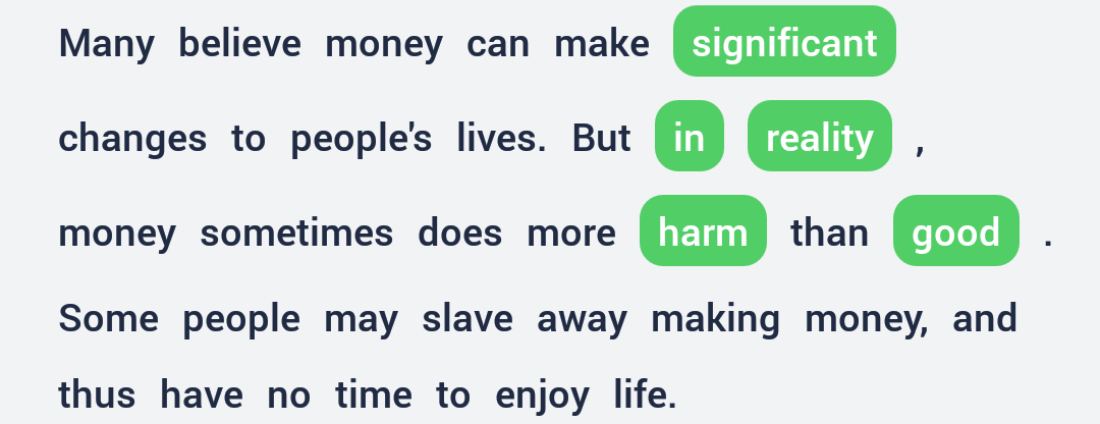 Many believe money can make significant
changes to people's lives. But in reality ,
money sometimes does more harm than good .
Some people may slave away making money, and
thus have no time to enjoy life.